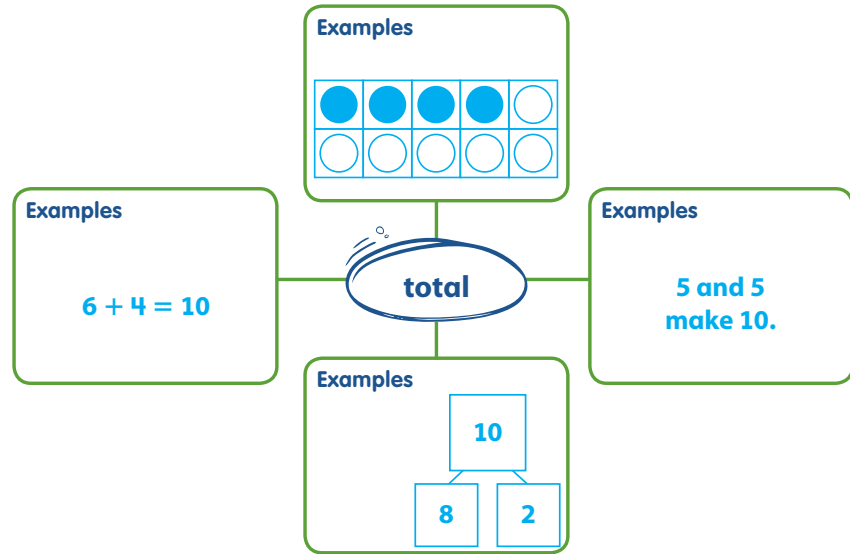 Examples
Examples
6 + 4 = 10
total
Examples
5 and 5
make 10.
Examples
10
8
2